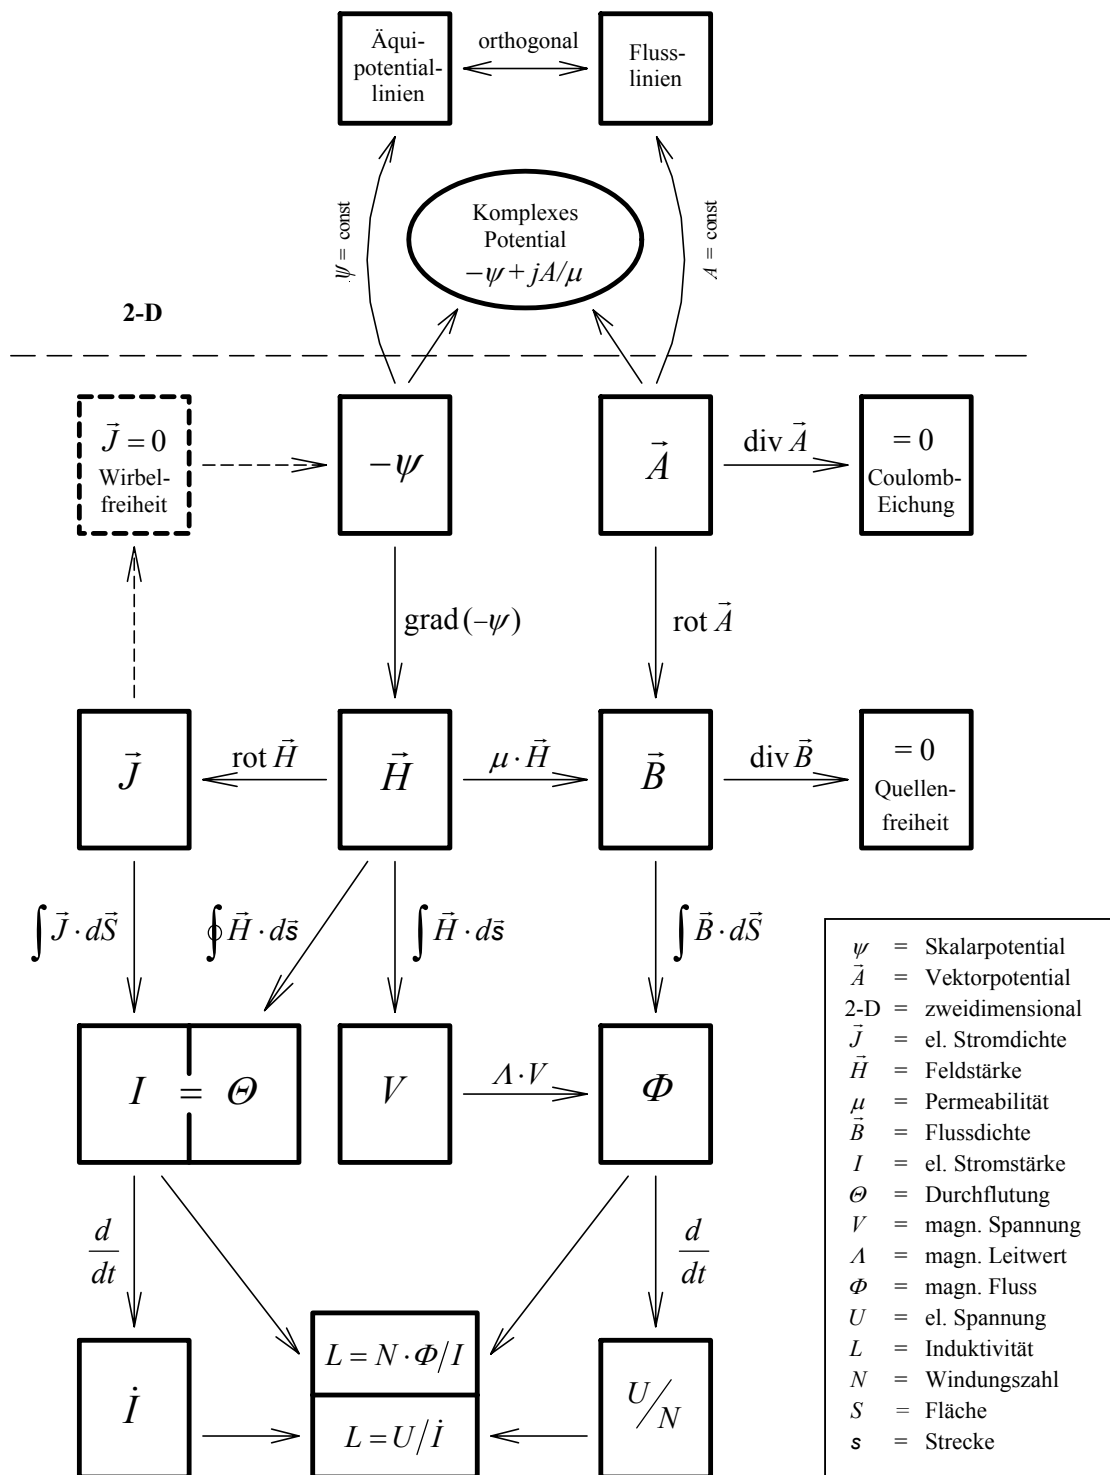 Äqui-
potential-
linien
orthogonal
Fluss-
linien
ψ = const
Komplexes
Potential
−ψ + jA/μ
A = const
2-D
J⃗ = 0
Wirbel-
freiheit
−ψ
A⃗
div A⃗
= 0
Coulomb-
Eichung
grad (−ψ)
rot A⃗
J⃗
rot H⃗
H⃗
μ · H⃗
B⃗
div B⃗
= 0
Quellen-
freiheit
∫ J⃗ · dS⃗
∮ H⃗ · ds⃗
∫ H⃗ · ds⃗
∫ B⃗ · dS⃗
I = Θ
V
Λ · V
Φ
d/dt
d/dt
İ
L = N · Φ/I
L = U/İ
U/N
ψ = Skalarpotential
A⃗ = Vektorpotential
2-D = zweidimensional
J⃗ = el. Stromdichte
H⃗ = Feldstärke
μ = Permeabilität
B⃗ = Flussdichte
I = el. Stromstärke
Θ = Durchflutung
V = magn. Spannung
Λ = magn. Leitwert
Φ = magn. Fluss
U = el. Spannung
L = Induktivität
N = Windungszahl
S = Fläche
s = Strecke